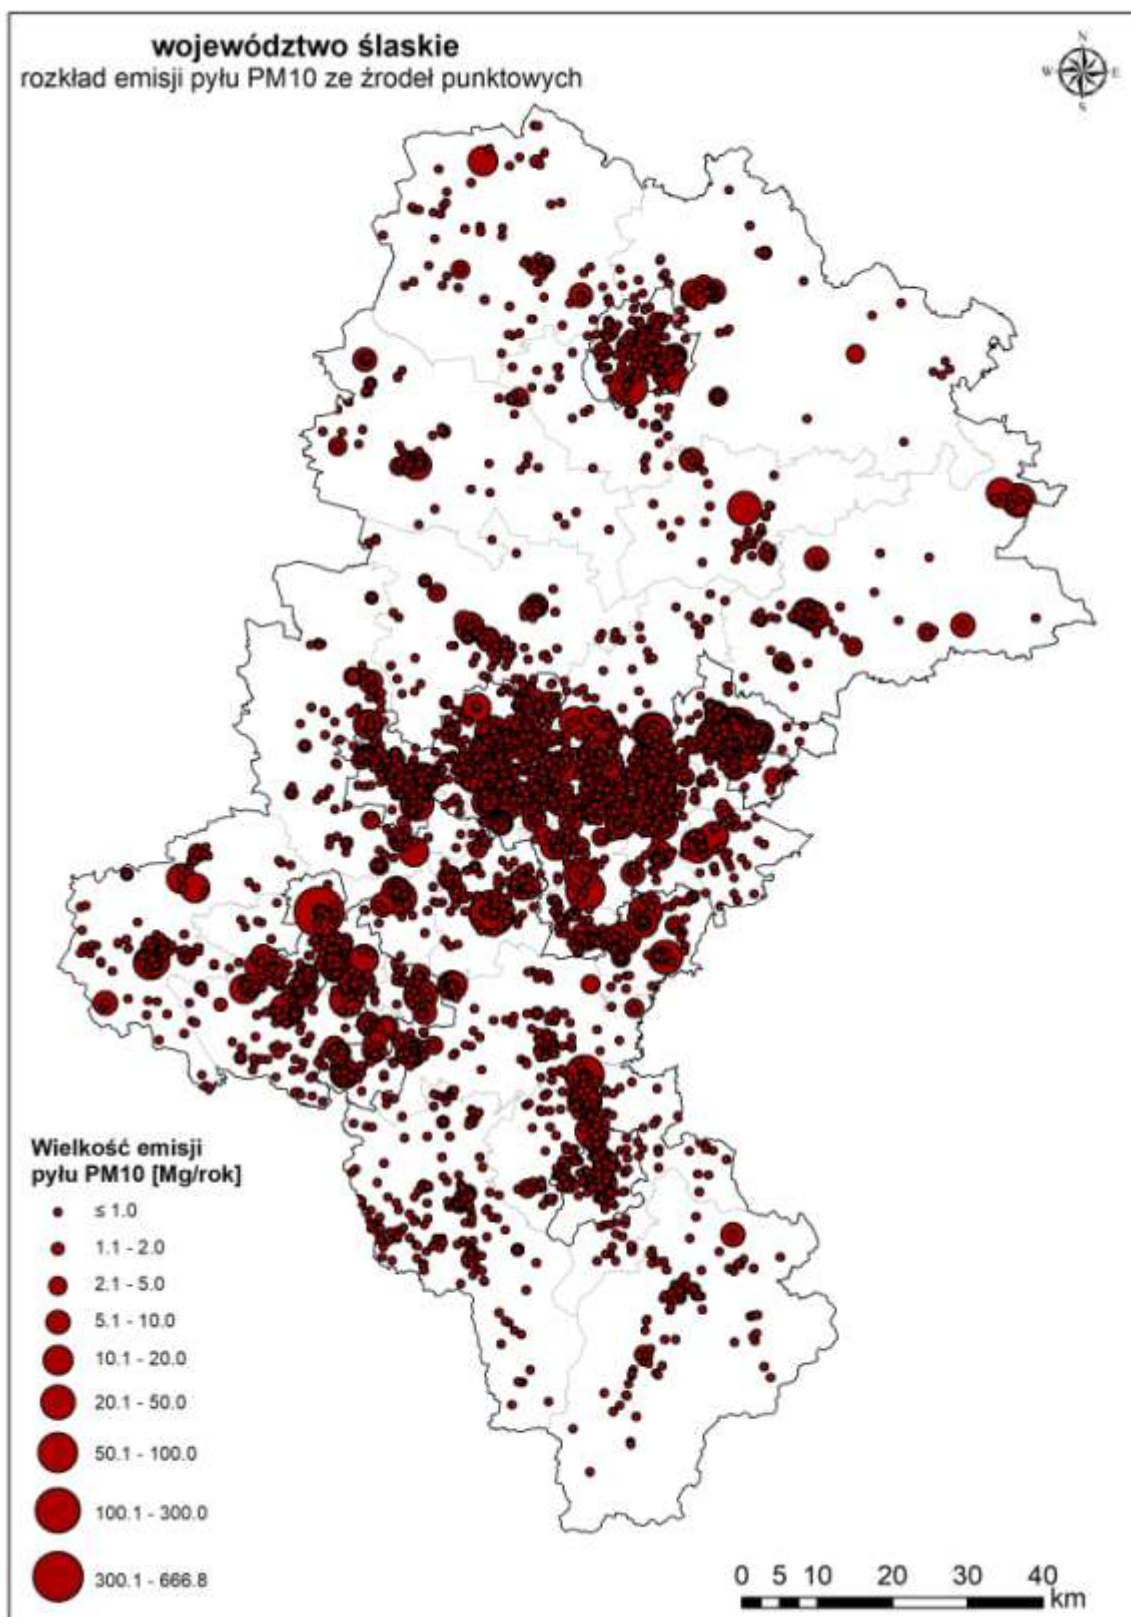 województwo ślaskie
rozkład emisji pyłu PM10 ze źrodeł punktowych
N
W E
S
Wielkość emisji
pyłu PM10 [Mg/rok]
≤ 1.0
1.1 - 2.0
2.1 - 5.0
5.1 - 10.0
10.1 - 20.0
20.1 - 50.0
50.1 - 100.0
100.1 - 300.0
300.1 - 666.8
0 5 10 20 30 40
km